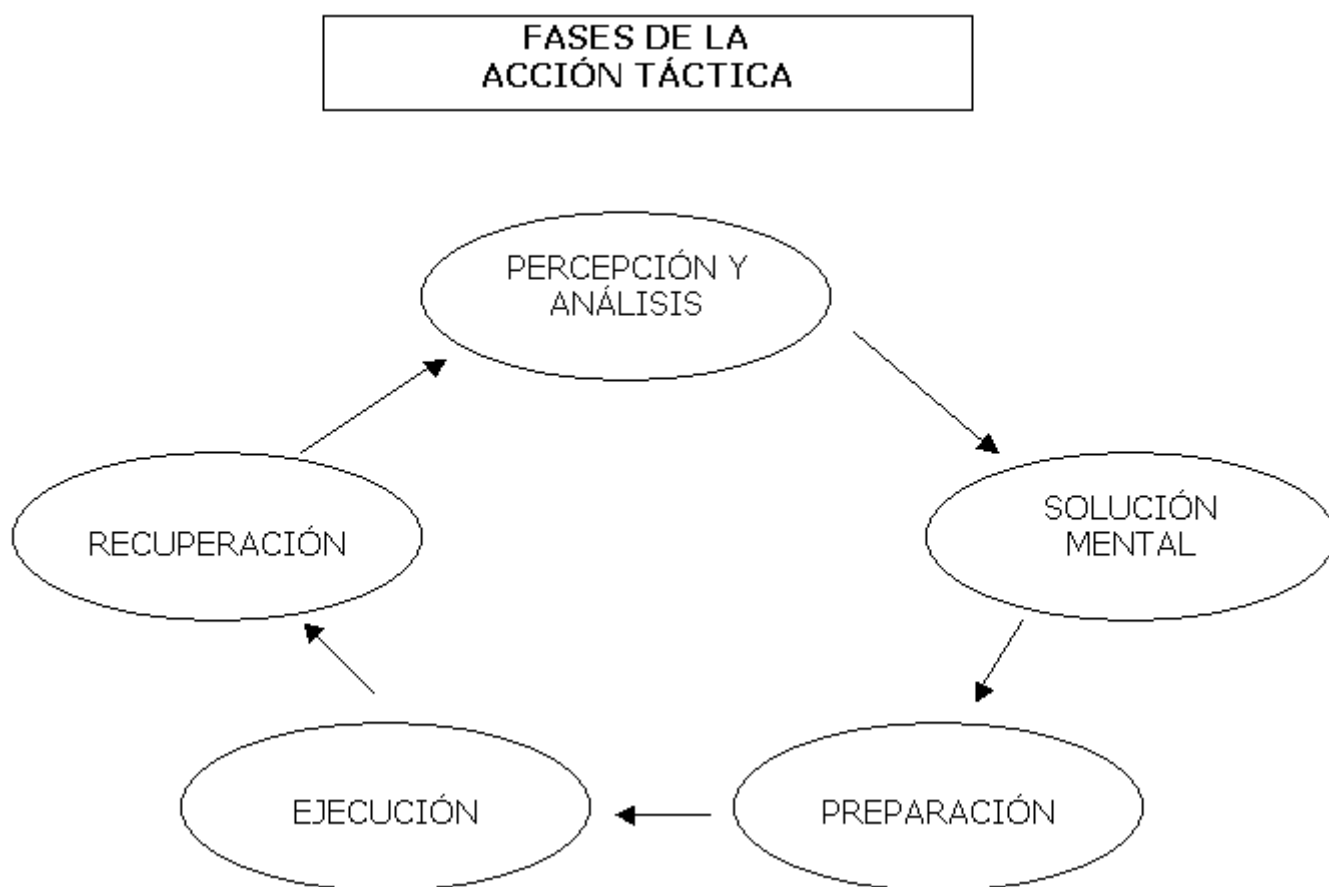 FASES DE LA
ACCIÓN TÁCTICA
PERCEPCIÓN Y
ANÁLISIS
SOLUCIÓN
MENTAL
RECUPERACIÓN
EJECUCIÓN
PREPARACIÓN